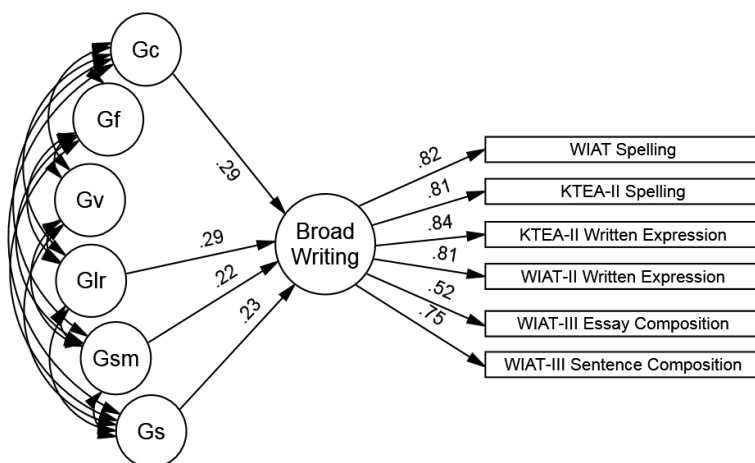 Gc
Gf
Gv
Glr
Gsm
Gs
.29
.29
.22
.23
Broad
Writing
.82
.81
.84
.81
.52
.75
WIAT Spelling
KTEA-II Spelling
KTEA-II Written Expression
WIAT-II Written Expression
WIAT-III Essay Composition
WIAT-III Sentence Composition